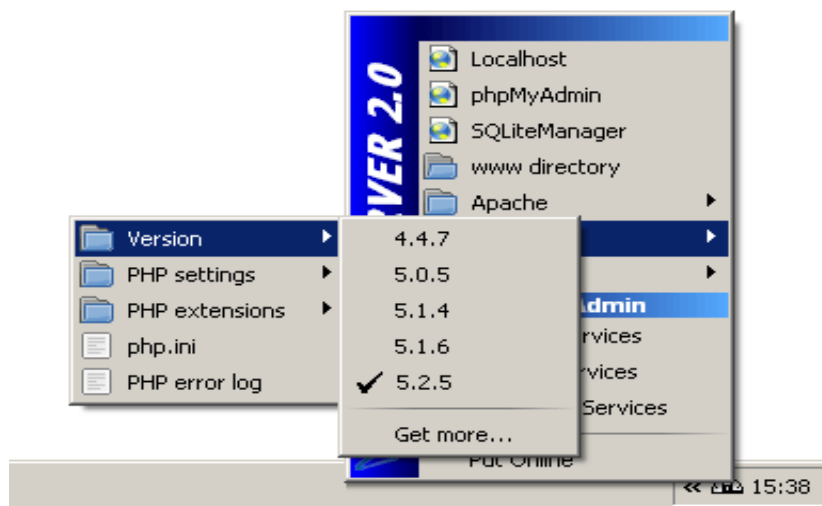 RVER 2.0
Localhost
phpMyAdmin
SQLiteManager
www directory
Apache
Version
PHP settings
PHP extensions
php.ini
PHP error log
4.4.7
5.0.5
5.1.4
5.1.6
5.2.5
Get more...
Admin
rvices
vices
Services
Put Online
15:38